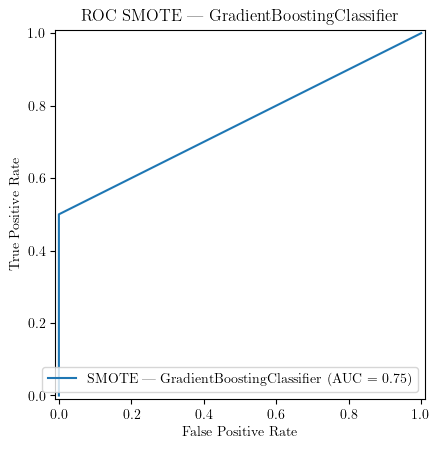 ROC SMOTE — GradientBoostingClassifier
1.0
0.8
0.6
0.4
0.2
0.0
True Positive Rate
SMOTE — GradientBoostingClassifier (AUC = 0.75)
0.0 0.2 0.4 0.6 0.8 1.0
False Positive Rate